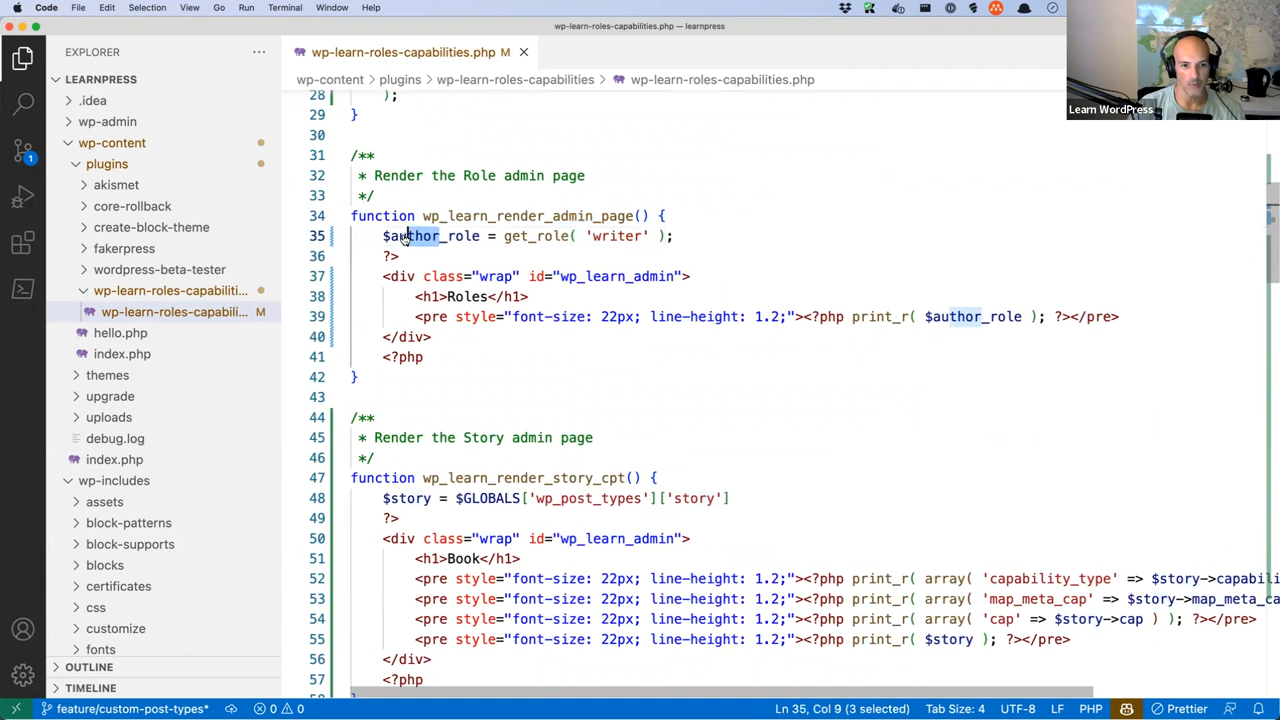 Code File Edit Selection View Go Run Terminal Window Help
wp-learn-roles-capabilities.php — learnpress
EXPLORER
wp-learn-roles-capabilities.php M
Learn WordPress
LEARNPRESS
wp-content > plugins > wp-learn-roles-capabilities > wp-learn-roles-capabilities.php
.idea
wp-admin
wp-content
plugins
akismet
core-rollback
create-block-theme
fakerpress
wordpress-beta-tester
wp-learn-roles-capabiliti...
wp-learn-roles-capabili... M
hello.php
index.php
themes
upgrade
uploads
debug.log
index.php
wp-includes
assets
block-patterns
block-supports
blocks
certificates
css
customize
fonts
OUTLINE
TIMELINE
28 );
29 }
30
31 /**
32 * Render the Role admin page
33 */
34 function wp_learn_render_admin_page() {
35 $author_role = get_role( 'writer' );
36 ?>
37 <div class="wrap" id="wp_learn_admin">
38 <h1>Roles</h1>
39 <pre style="font-size: 22px; line-height: 1.2;"><?php print_r( $author_role ); ?></pre>
40 </div>
41 <?php
42 }
43
44 /**
45 * Render the Story admin page
46 */
47 function wp_learn_render_story_cpt() {
48 $story = $GLOBALS['wp_post_types']['story']
49 ?>
50 <div class="wrap" id="wp_learn_admin">
51 <h1>Book</h1>
52 <pre style="font-size: 22px; line-height: 1.2;"><?php print_r( array( 'capability_type' => $story->capabil
53 <pre style="font-size: 22px; line-height: 1.2;"><?php print_r( array( 'map_meta_cap' => $story->map_meta_ca
54 <pre style="font-size: 22px; line-height: 1.2;"><?php print_r( array( 'cap' => $story->cap ) ); ?></pre>
55 <pre style="font-size: 22px; line-height: 1.2;"><?php print_r( $story ); ?></pre>
56 </div>
57 <?php
1
feature/custom-post-types* 0 0 Ln 35, Col 9 (3 selected) Tab Size: 4 UTF-8 LF PHP Prettier